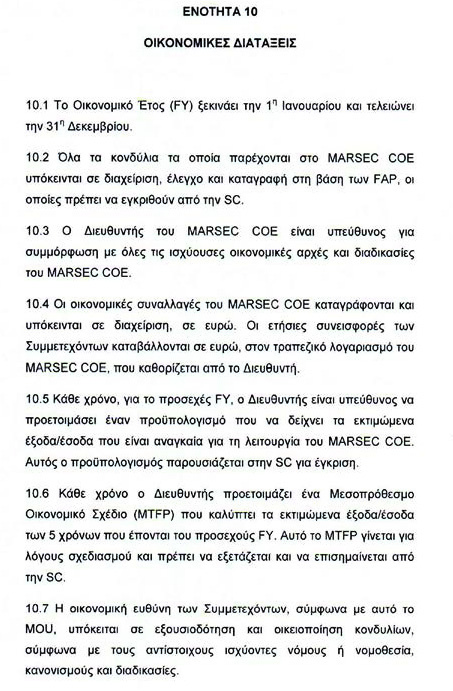 ΕΝΟΤΗΤΑ 10
ΟΙΚΟΝΟΜΙΚΕΣ ΔΙΑΤΑΞΕΙΣ
10.1 Το Οικονομικό Έτος (FY) ξεκινάει την 1η Ιανουαρίου και τελειώνει
την 31η Δεκεμβρίου.
10.2 Όλα τα κονδύλια τα οποία παρέχονται στο MARSEC COE
υπόκεινται σε διαχείριση, έλεγχο και καταγραφή στη βάση των FAP, οι
οποίες πρέπει να εγκριθούν από την SC.
10.3 Ο Διευθυντής του MARSEC COE είναι υπεύθυνος για
συμμόρφωση με όλες τις ισχύουσες οικονομικές αρχές και διαδικασίες
του MARSEC COE.
10.4 Οι οικονομικές συναλλαγές του MARSEC COE καταγράφονται και
υπόκεινται σε διαχείριση, σε ευρώ. Οι ετήσιες συνεισφορές των
Συμμετεχόντων καταβάλλονται σε ευρώ, στον τραπεζικό λογαριασμό του
MARSEC COE, που καθορίζεται από το Διευθυντή.
10.5 Κάθε χρόνο, για το προσεχές FY, ο Διευθυντής είναι υπεύθυνος να
προετοιμάσει έναν προϋπολογισμό που να δείχνει τα εκτιμώμενα
έξοδα/έσοδα που είναι αναγκαία για τη λειτουργία του MARSEC COE.
Αυτός ο προϋπολογισμός παρουσιάζεται στην SC για έγκριση.
10.6 Κάθε χρόνο ο Διευθυντής προετοιμάζει ένα Μεσοπρόθεσμο
Οικονομικό Σχέδιο (MTFP) που καλύπτει τα εκτιμώμενα έξοδα/έσοδα
των 5 χρόνων που έπονται του προσεχούς FY. Αυτό το MTFP γίνεται για
λόγους σχεδιασμού και πρέπει να εξετάζεται και να επισημαίνεται από
την SC.
10.7 Η οικονομική ευθύνη των Συμμετεχόντων, σύμφωνα με αυτό το
MOU, υπόκειται σε εξουσιοδότηση και οικειοποίηση κονδυλίων,
σύμφωνα με τους αντίστοιχους ισχύοντες νόμους ή νομοθεσία,
κανονισμούς και διαδικασίες.